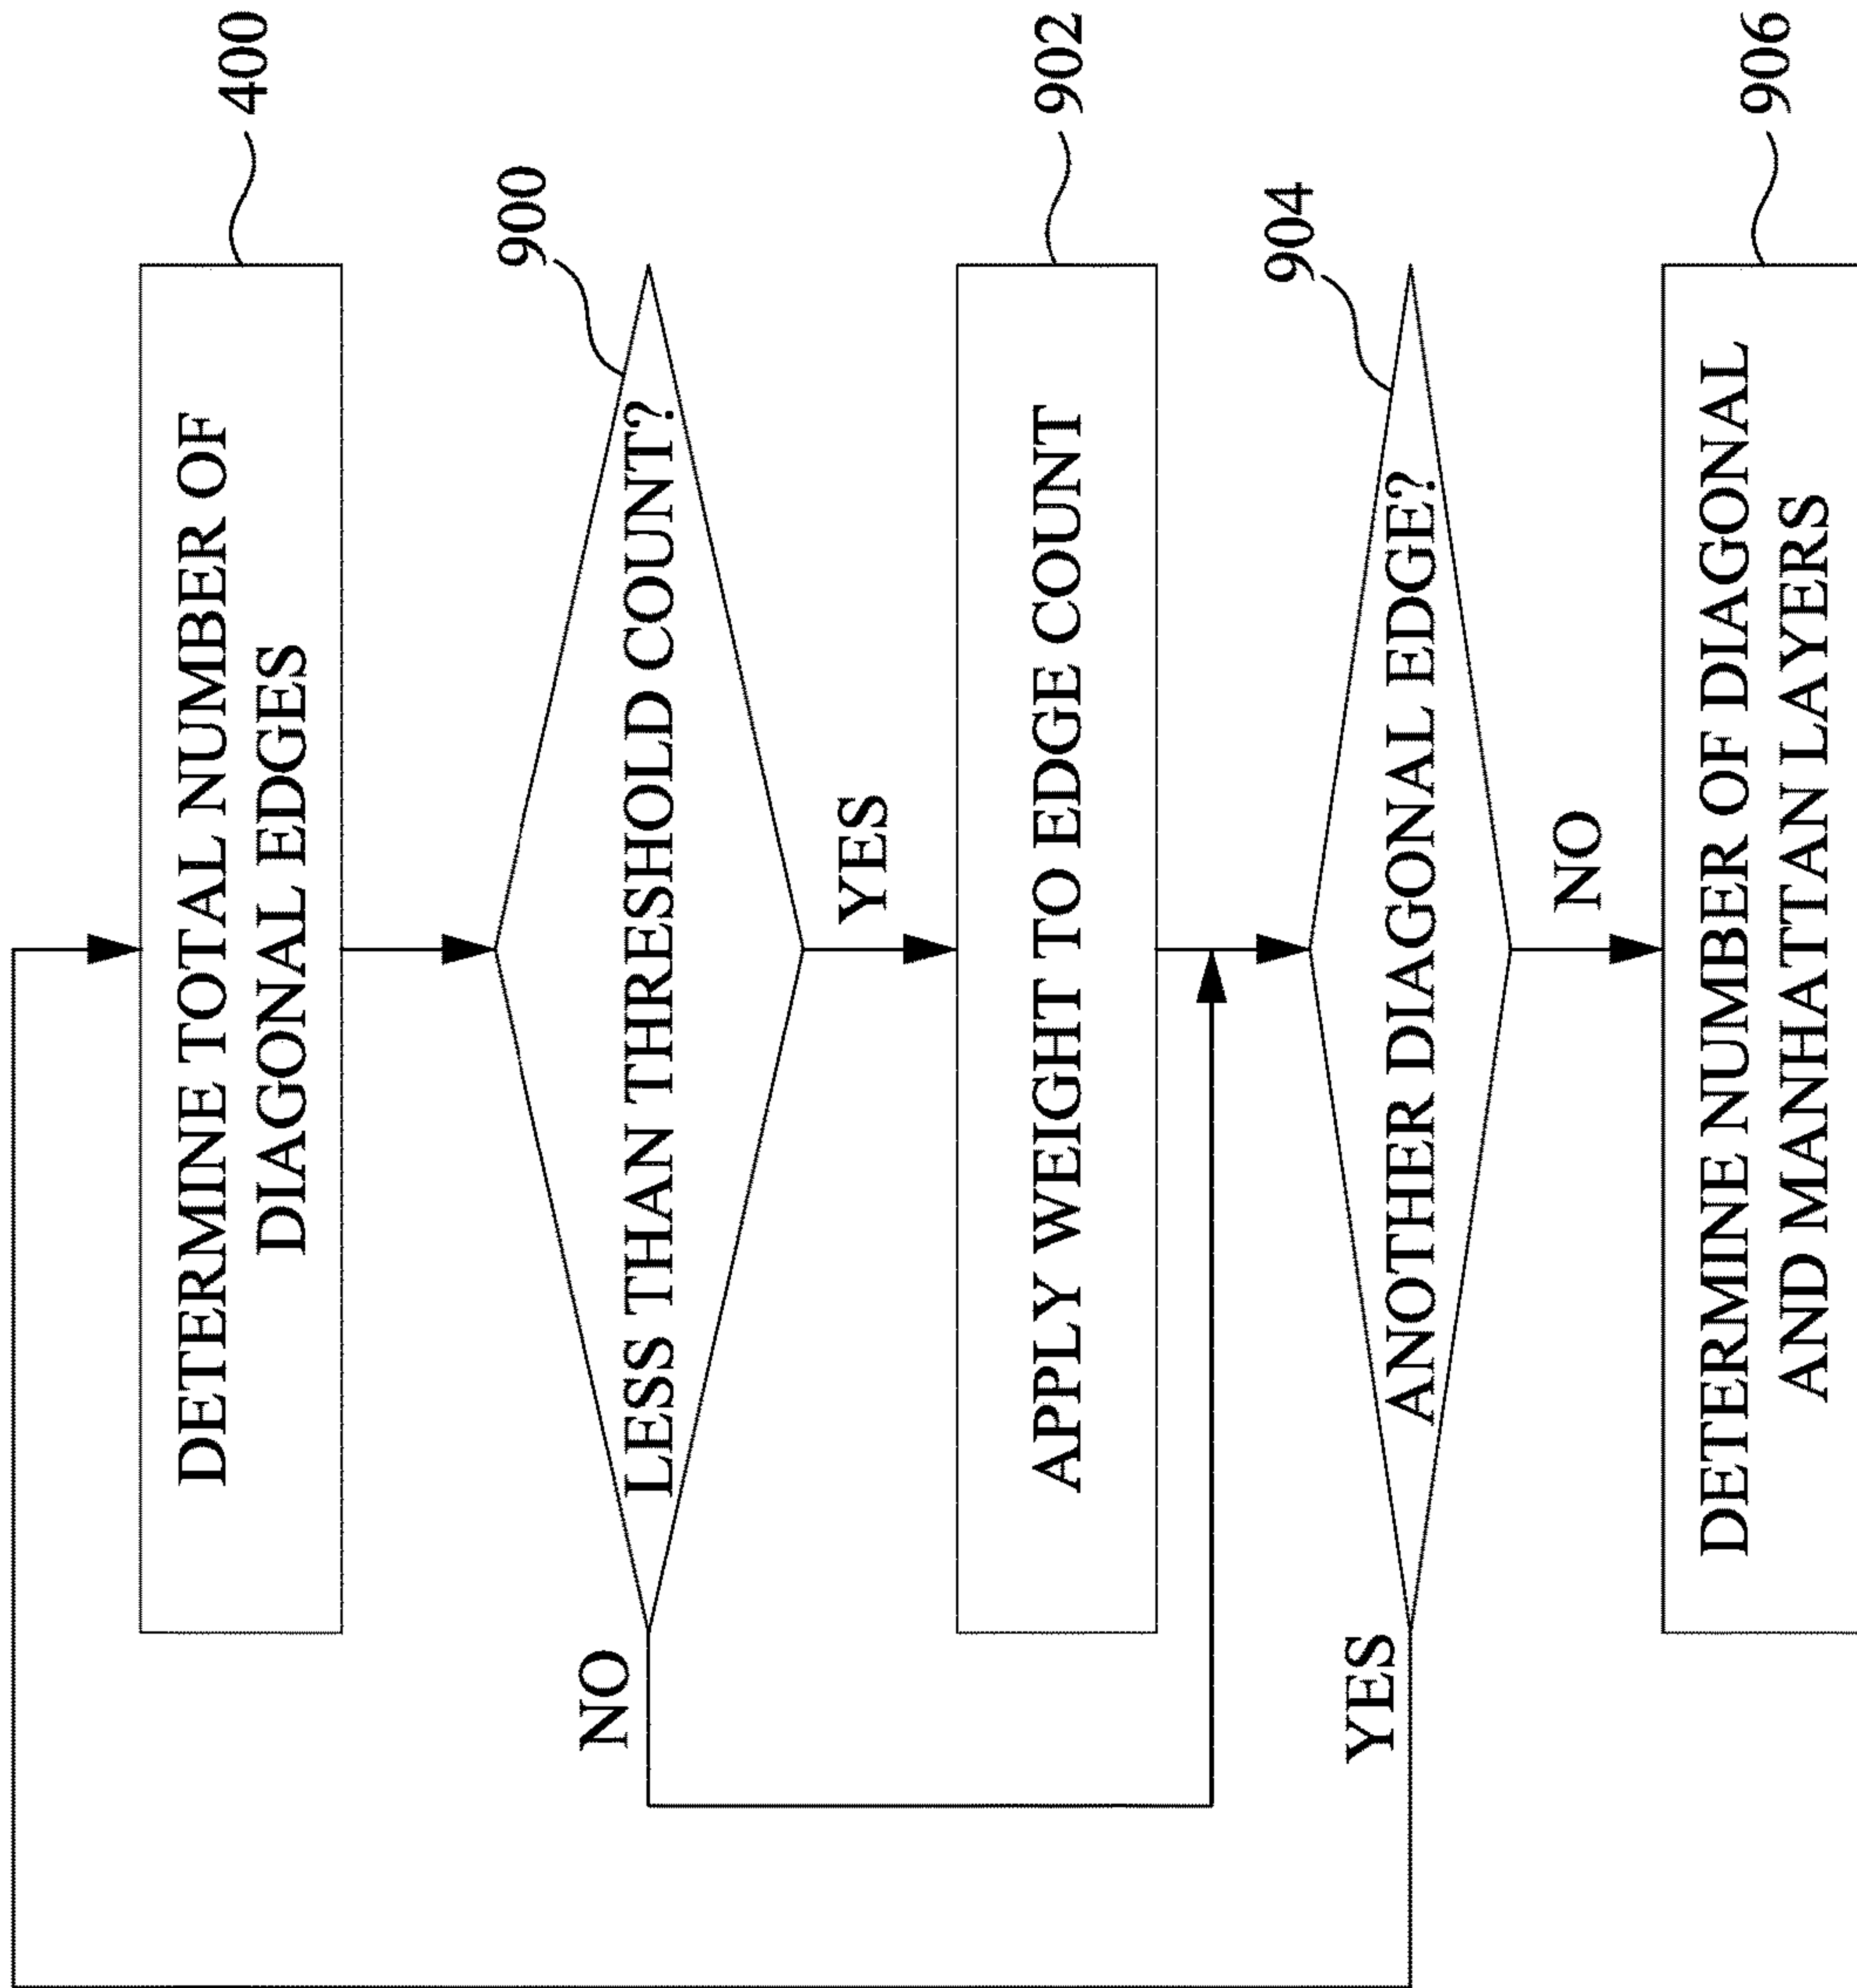 DETERMINE TOTAL NUMBER OF
DIAGONAL EDGES
400
LESS THAN THRESHOLD COUNT?
900
NO
YES
APPLY WEIGHT TO EDGE COUNT
902
ANOTHER DIAGONAL EDGE?
904
YES
NO
DETERMINE NUMBER OF DIAGONAL
AND MANHATTAN LAYERS
906